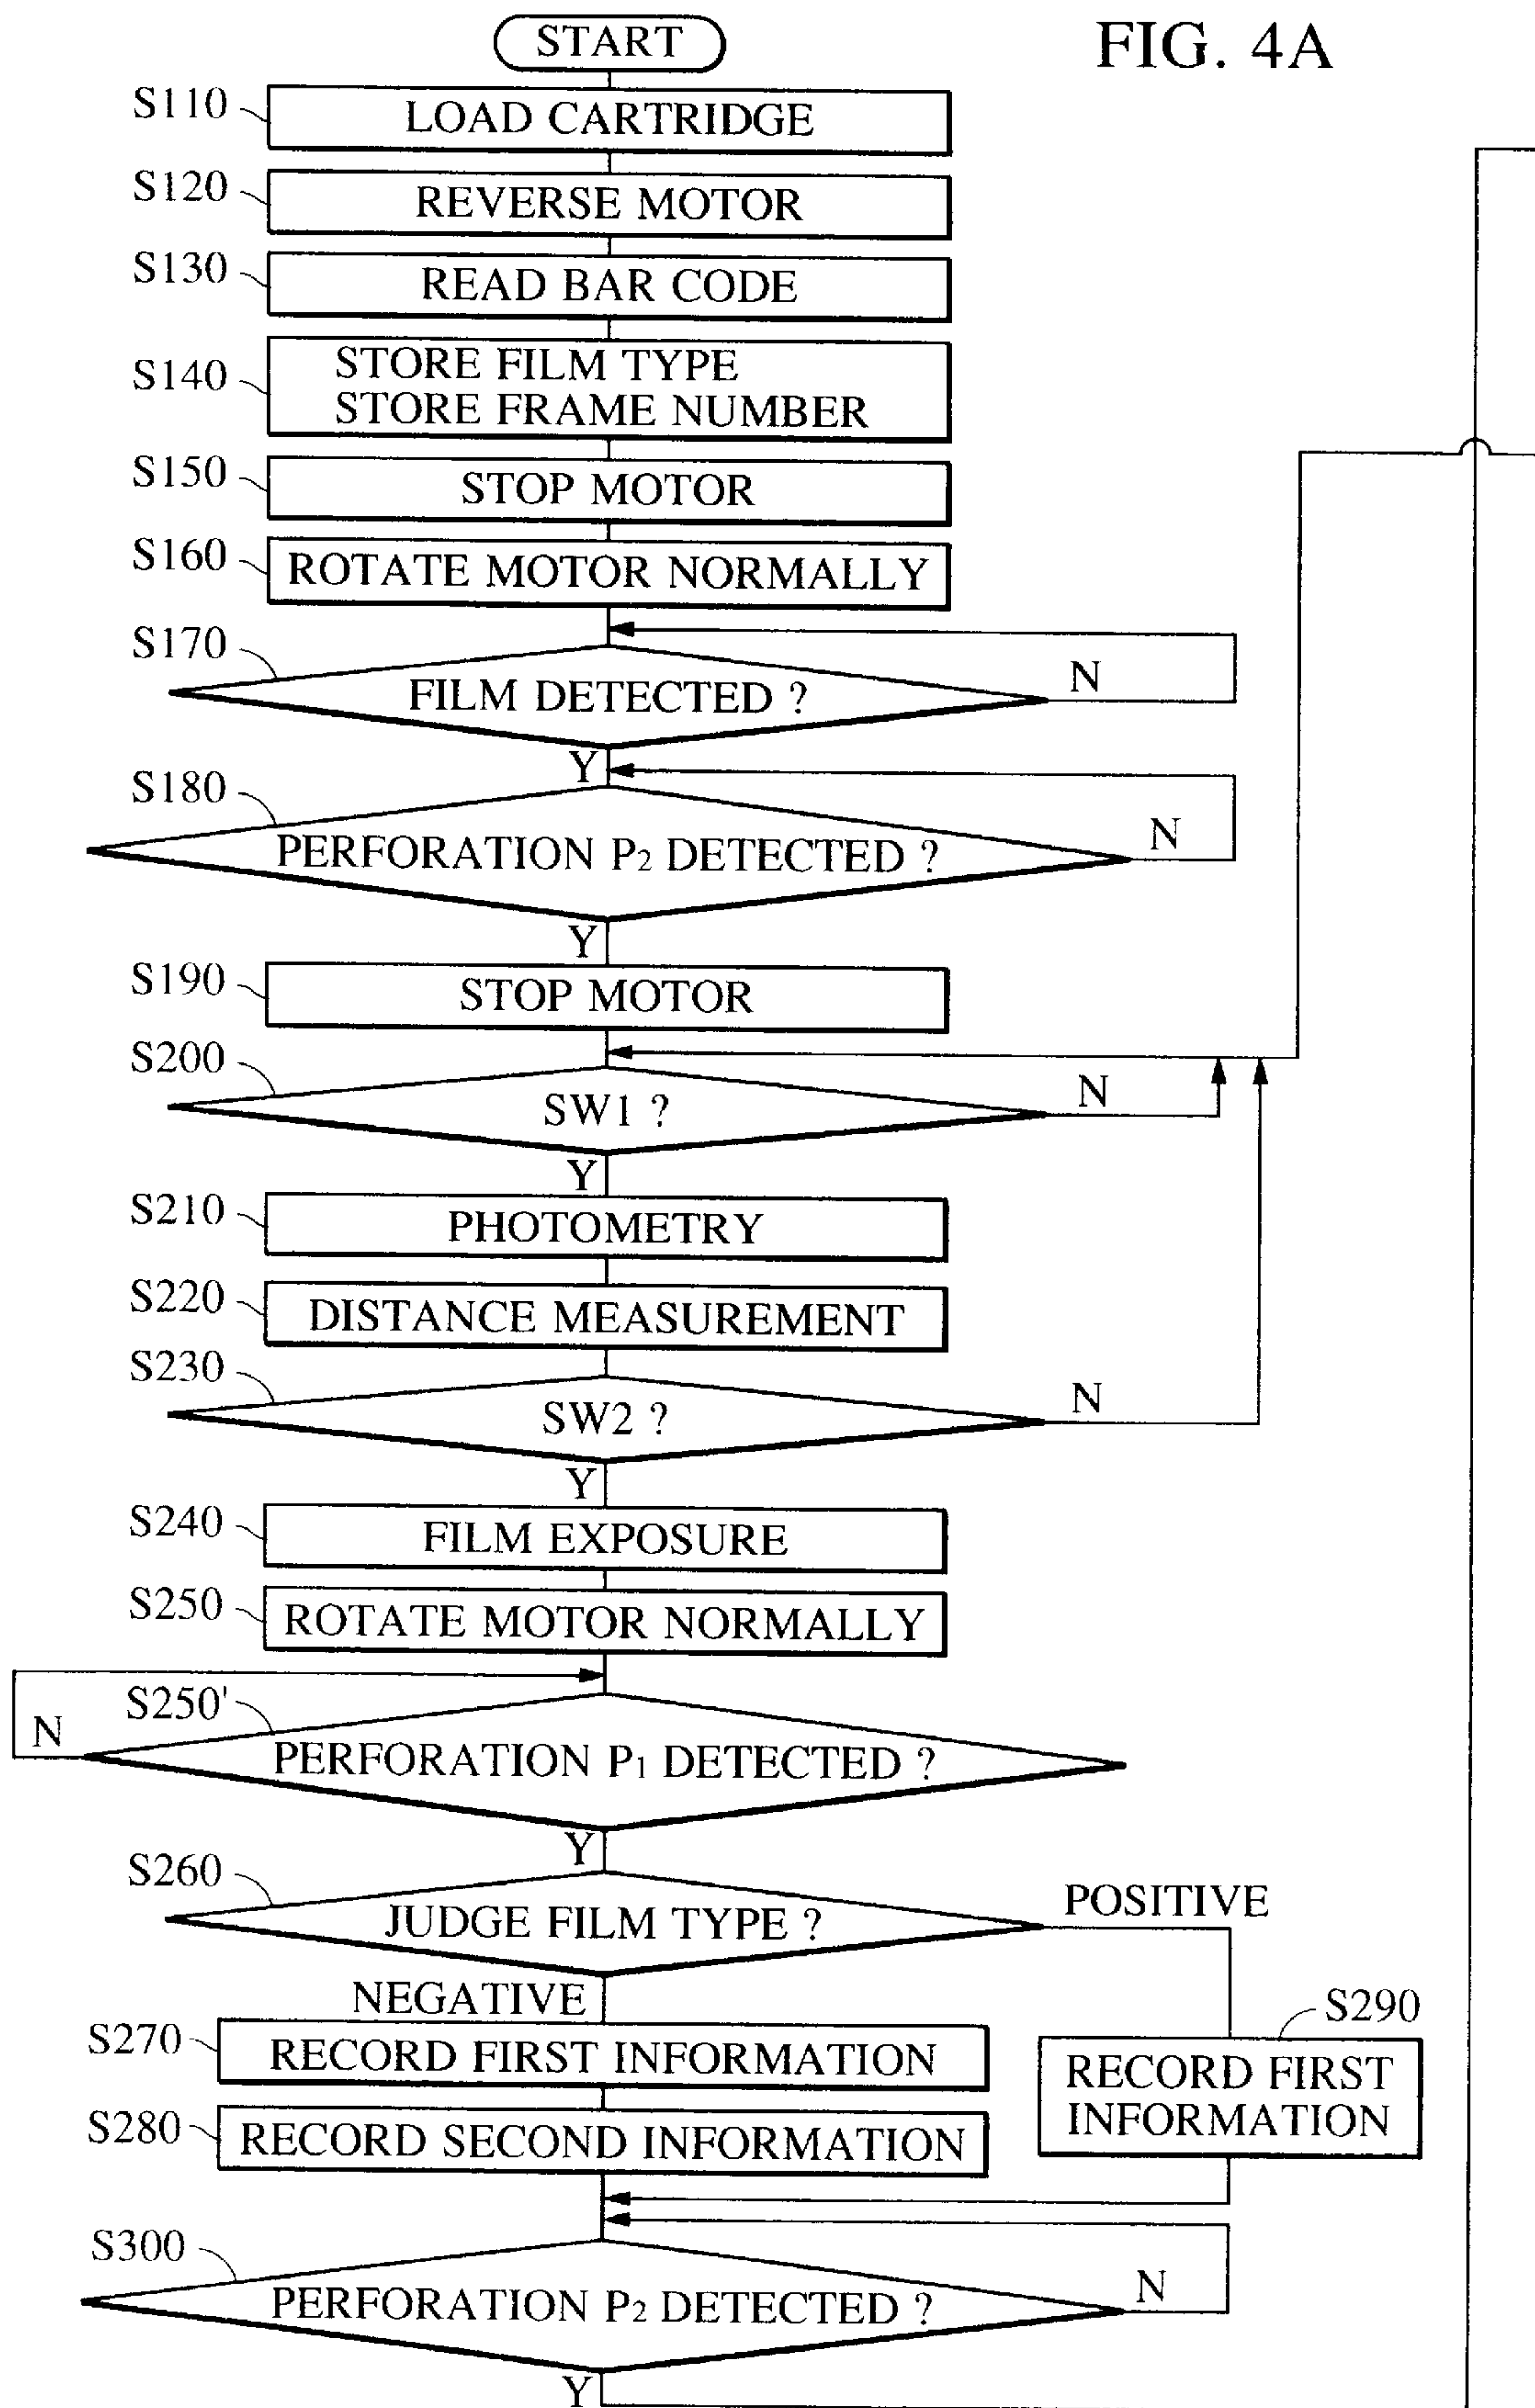 START
FIG. 4A
S110
LOAD CARTRIDGE
S120
REVERSE MOTOR
S130
READ BAR CODE
S140
STORE FILM TYPE
STORE FRAME NUMBER
S150
STOP MOTOR
S160
ROTATE MOTOR NORMALLY
S170
FILM DETECTED ?
N
Y
S180
PERFORATION P2 DETECTED ?
N
Y
S190
STOP MOTOR
S200
SW1 ?
N
Y
S210
PHOTOMETRY
S220
DISTANCE MEASUREMENT
S230
SW2 ?
N
Y
S240
FILM EXPOSURE
S250
ROTATE MOTOR NORMALLY
S250'
N
PERFORATION P1 DETECTED ?
Y
S260
JUDGE FILM TYPE ?
POSITIVE
NEGATIVE
S270
RECORD FIRST INFORMATION
S290
RECORD FIRST
INFORMATION
S280
RECORD SECOND INFORMATION
S300
PERFORATION P2 DETECTED ?
N
Y